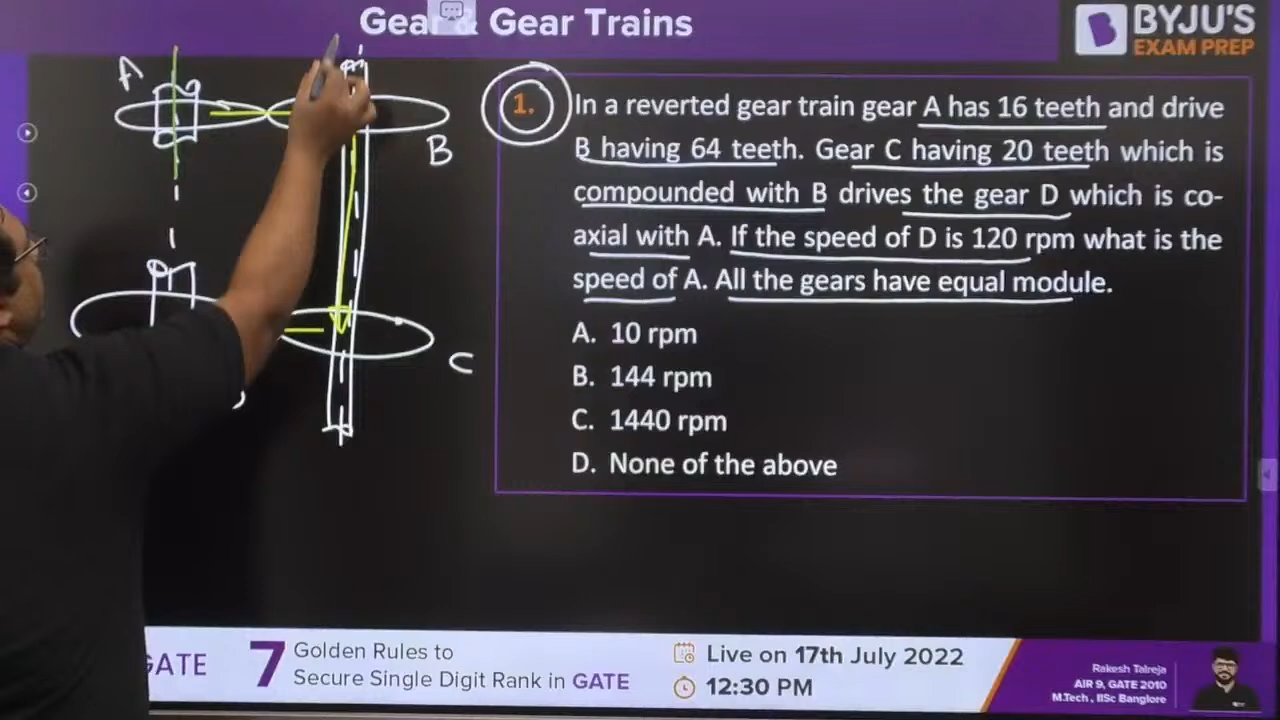 Gear & Gear Trains
BYJU'S
EXAM PREP
A
B
C
1. In a reverted gear train gear A has 16 teeth and drive
B having 64 teeth. Gear C having 20 teeth which is
compounded with B drives the gear D which is co-
axial with A. If the speed of D is 120 rpm what is the
speed of A. All the gears have equal module.
A. 10 rpm
B. 144 rpm
C. 1440 rpm
D. None of the above
GATE
7 Golden Rules to
Secure Single Digit Rank in GATE
Live on 17th July 2022
12:30 PM
Rakesh Talreja
AIR 9, GATE 2010
M.Tech, IISc Banglore